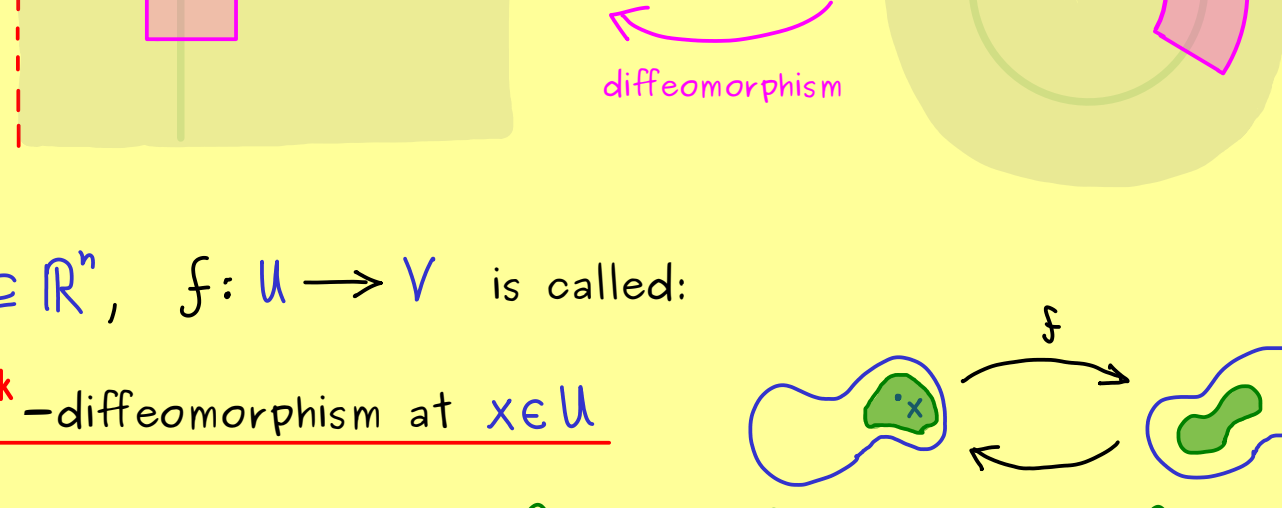 diffeomorphism
⊆ ℝⁿ, f: U → V is called:
f
k -diffeomorphism at x ∈ U
x